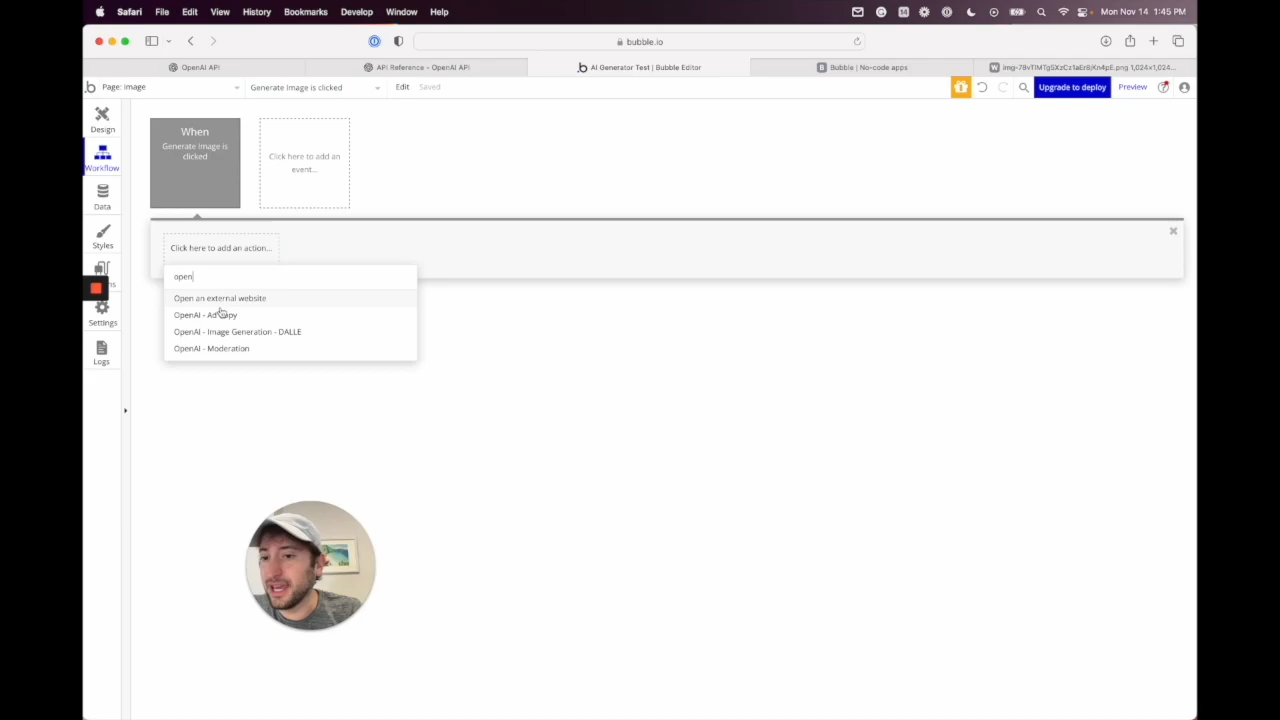 Safari File Edit View History Bookmarks Develop Window Help
14
Mon Nov 14 1:45 PM
bubble.io
OpenAI API
API Reference - OpenAI API
AI Generator Test | Bubble Editor
Bubble | No-code apps
Page: image
Generate Image is clicked
Edit
Saved
Upgrade to deploy
Preview
Design
Workflow
Data
Styles
Settings
Logs
When
Generate Image is
clicked
Click here to add an
event...
Click here to add an action...
open
Open an external website
OpenAI - Ad Copy
OpenAI - Image Generation - DALLE
OpenAI - Moderation